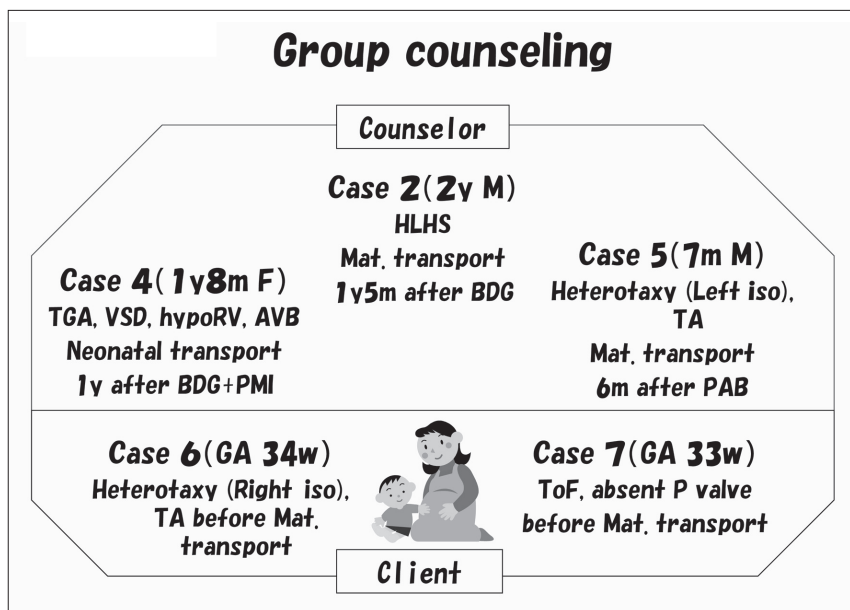 Group counseling
Counselor
Case 2(2y M)
HLHS
Mat. transport
1y5m after BDG
Case 4(1y8m F)
TGA, VSD, hypoRV, AVB
Neonatal transport
1y after BDG+PMI
Case 5(7m M)
Heterotaxy (Left iso),
TA
Mat. transport
6m after PAB
Case 6(GA 34w)
Heterotaxy (Right iso),
TA before Mat.
transport
Case 7(GA 33w)
ToF, absent P valve
before Mat. transport
Client